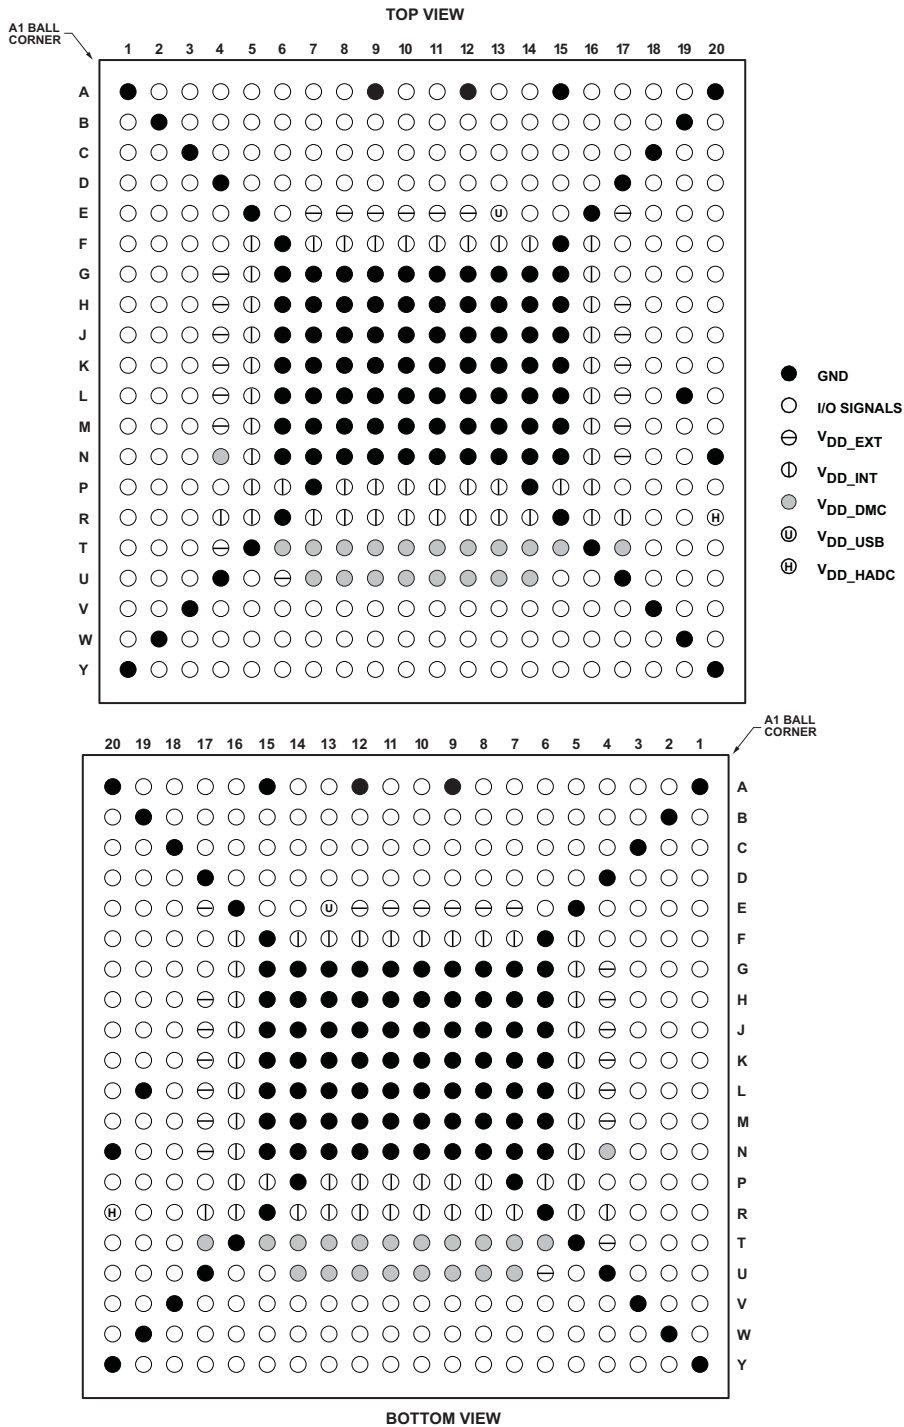 TOP VIEW
A1 BALL
CORNER
1 2 3 4 5 6 7 8 9 10 11 12 13 14 15 16 17 18 19 20
A
B
C
D
E U
F
G
H
J
K
L
M
N
P
R H
T
U
V
W
Y
GND
I/O SIGNALS
VDD_EXT
VDD_INT
VDD_DMC
U VDD_USB
H VDD_HADC
A1 BALL
CORNER
20 19 18 17 16 15 14 13 12 11 10 9 8 7 6 5 4 3 2 1
A
B
C
D
U E
F
G
H
J
K
L
M
N
P
H R
T
U
V
W
Y
BOTTOM VIEW